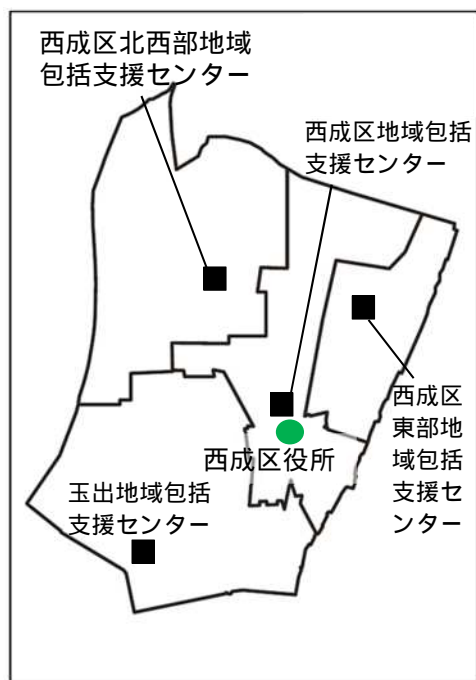 西成区北西部地域
包括支援センター
西成区地域包括
支援センター
西成区
東部地
域包括
支援セ
ンター
西成区役所
玉出地域包括
支援センター